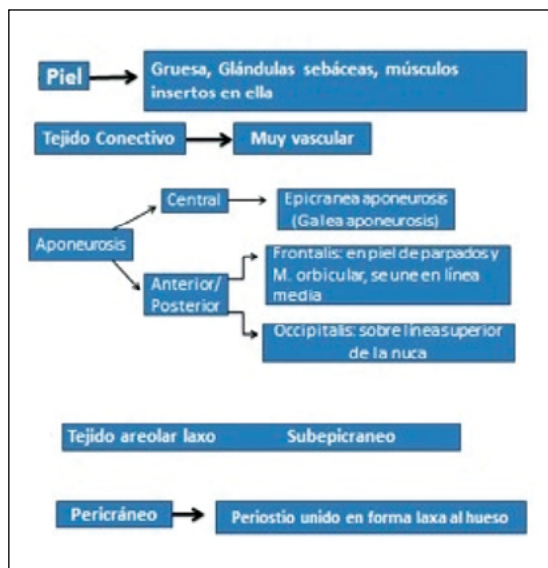 Piel
Gruesa, Glándulas sebáceas, músculos
insertos en ella
Tejido Conectivo
Muy vascular
Aponeurosis
Central
Epicranea aponeurosis
(Galea aponeurosis)
Anterior/
Posterior
Frontalis: en piel de parpados y
M. orbicular, se une en línea
media
Occipitalis: sobre línea superior
de la nuca
Tejido areolar laxo Subepicraneo
Pericráneo
Periostio unido en forma laxa al hueso